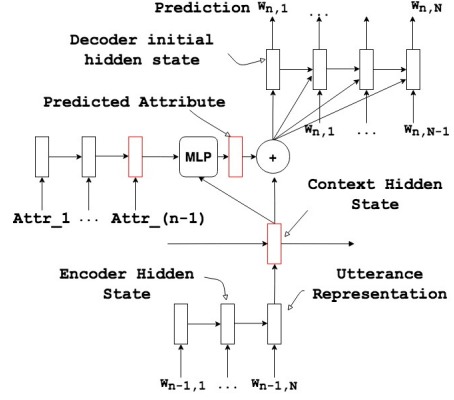 Prediction w_{n,1} ... w_{n,N}
Decoder initial
hidden state
w_{n,1} ... w_{n,N-1}
Predicted Attribute
MLP
+
Attr_1 ... Attr_(n-1)
Context Hidden
State
Encoder Hidden
State
Utterance
Representation
w_{n-1,1} ... w_{n-1,N}